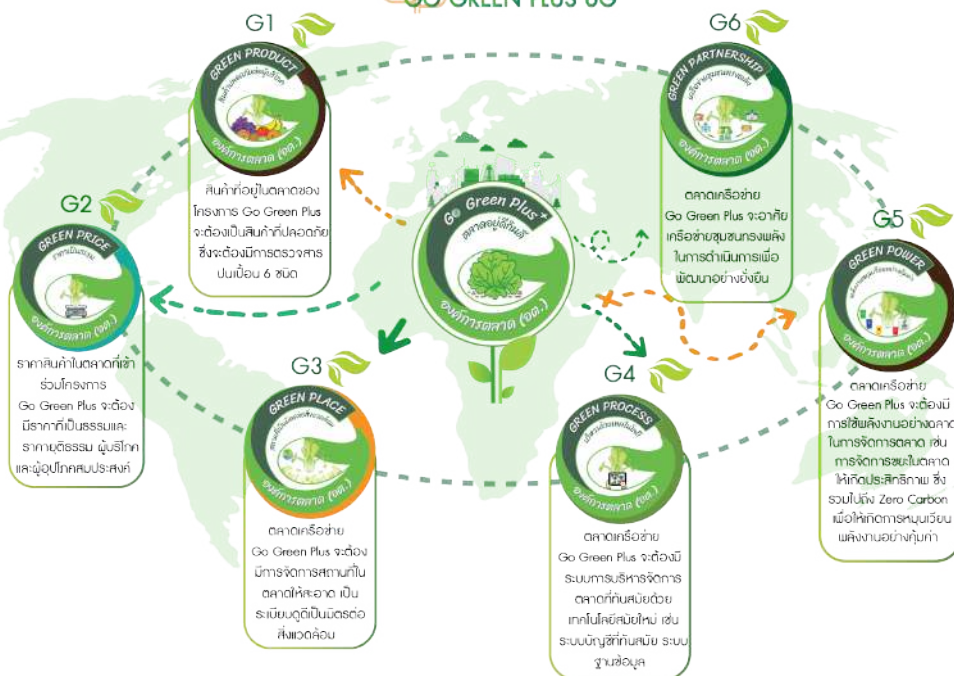 GO GREEN PLUS 6G
G1
GREEN PRODUCT
องค์การตลาด (อต.)
สินค้าที่อยู่ในตลาดของ
โครงการ Go Green Plus
จะต้องเป็นสินค้าที่ปลอดภัย
ซึ่งจะต้องมีการตรวจสาร
ปนเปื้อน 6 ชนิด
G6
GREEN PARTNERSHIP
องค์การตลาด (อต.)
ตลาดเครือข่าย
Go Green Plus จะอาศัย
เครือข่ายชุมชนทรงพลัง
ในการดำเนินการเพื่อ
พัฒนาอย่างยั่งยืน
Go Green Plus+
ตลาดอยู่ดีกินดี
องค์การตลาด (อต.)
G2
GREEN PRICE
ราคาเป็นธรรม
องค์การตลาด (อต.)
ราคาสินค้าในตลาดที่เข้า
ร่วมโครงการ
Go Green Plus จะต้อง
มีราคาที่เป็นธรรมและ
ราคายุติธรรม ผู้บริโภค
และผู้อุปโภคสมประสงค์
G5
GREEN POWER
องค์การตลาด (อต.)
ตลาดเครือข่าย
Go Green Plus จะต้องมี
การใช้พลังงานอย่างฉลาด
ในการจัดการตลาด เช่น
การจัดการขยะในตลาด
ให้เกิดประสิทธิภาพ ซึ่ง
รวมไปถึง Zero Carbon
เพื่อให้เกิดการหมุนเวียน
พลังงานอย่างคุ้มค่า
G3
GREEN PLACE
องค์การตลาด (อต.)
ตลาดเครือข่าย
Go Green Plus จะต้อง
มีการจัดการสถานที่ใน
ตลาดให้สะอาด เป็น
ระเบียบดูดีเป็นมิตรต่อ
สิ่งแวดล้อม
G4
GREEN PROCESS
องค์การตลาด (อต.)
ตลาดเครือข่าย
Go Green Plus จะต้องมี
ระบบการบริหารจัดการ
ตลาดที่ทันสมัยด้วย
เทคโนโลยีสมัยใหม่ เช่น
ระบบบัญชีที่ทันสมัย ระบบ
ฐานข้อมูล